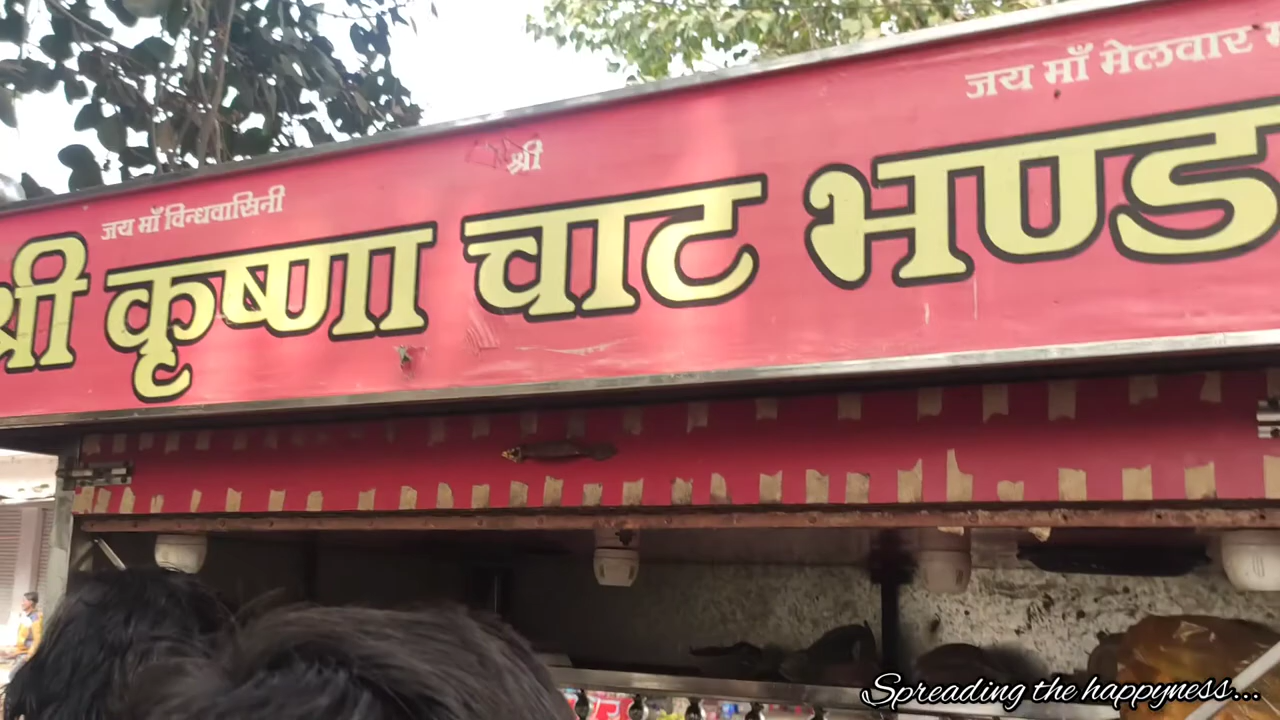 श्री
जय माँ विन्धवासिनी
जय माँ मेलवार
श्री कृष्णा चाट भण्ड
Spreading the happyness...